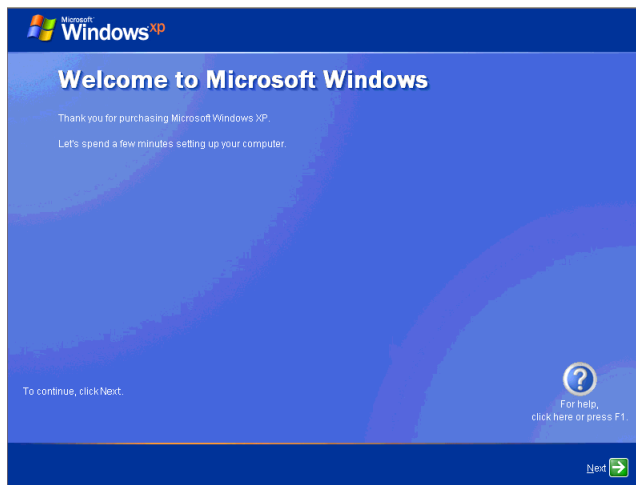 Microsoft
Windows xp
Welcome to Microsoft Windows
Thank you for purchasing Microsoft Windows XP.
Let's spend a few minutes setting up your computer.
To continue, click Next.
?
For help,
click here or press F1.
Next